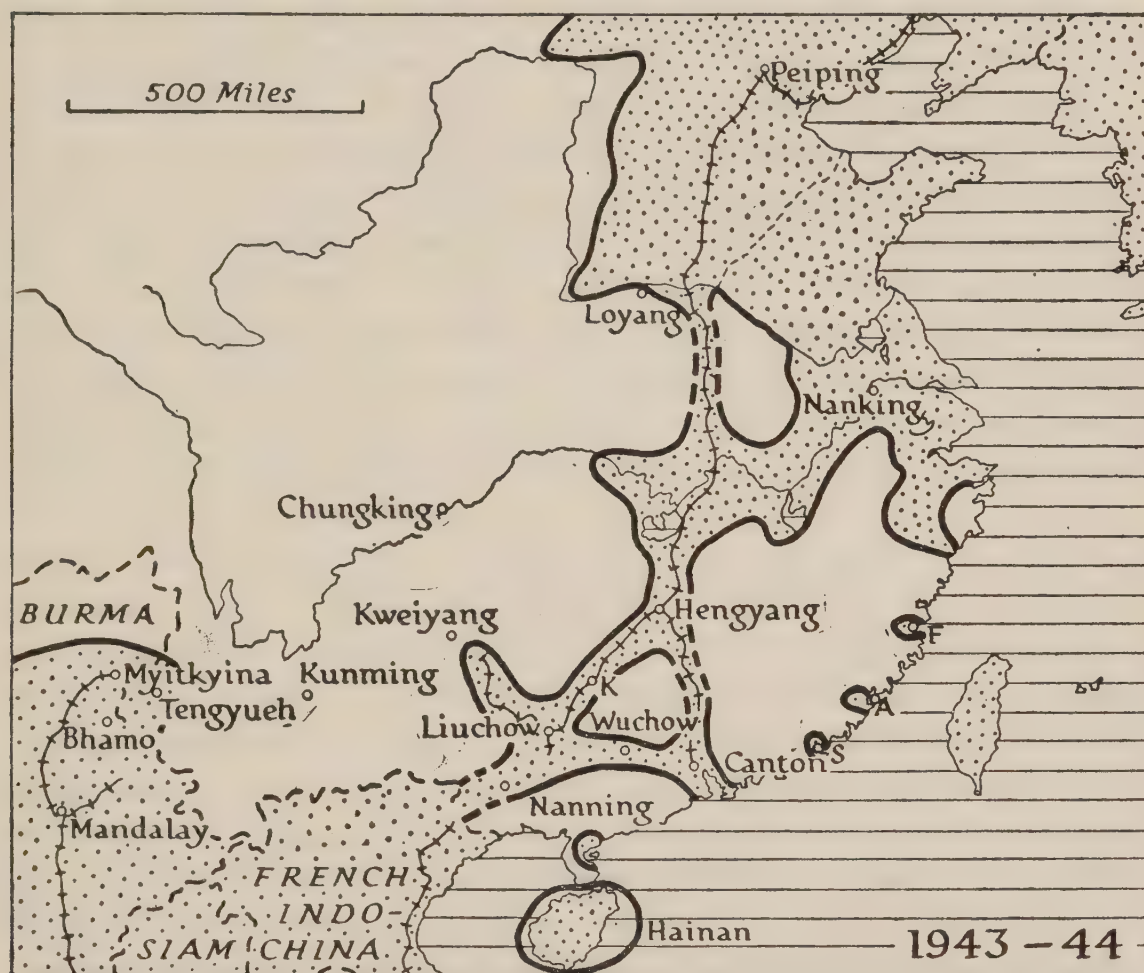 500 Miles
Peiping
Loyang
Nanking
Chungking
BURMA
Kweiyang
Hengyang
F
Myitkyina
Kunming
Tengyueh
K
A
Liuchow
Wuchow
Bhamo
S
Canton
Nanning
Mandalay
FRENCH
INDO-
SIAM CHINA
Hainan
1943-44